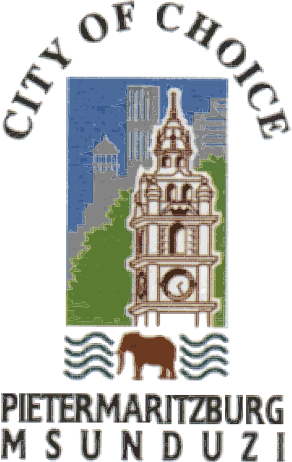 CITY OF CHOICE
PIETERMARITZBURG
MSUNDUZI